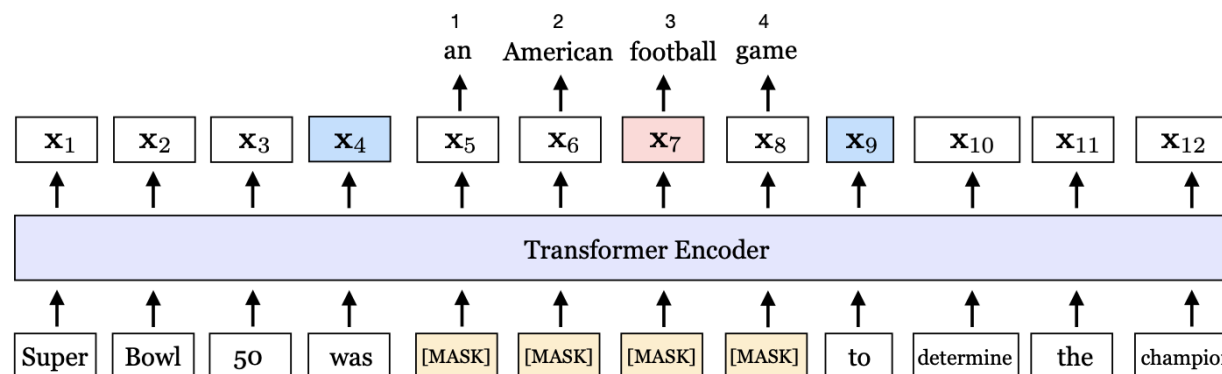 1 2 3 4
an American football game
x₁ x₂ x₃ x₄ x₅ x₆ x₇ x₈ x₉ x₁₀ x₁₁ x₁₂
Transformer Encoder
Super Bowl 50 was [MASK] [MASK] [MASK] [MASK] to determine the champion